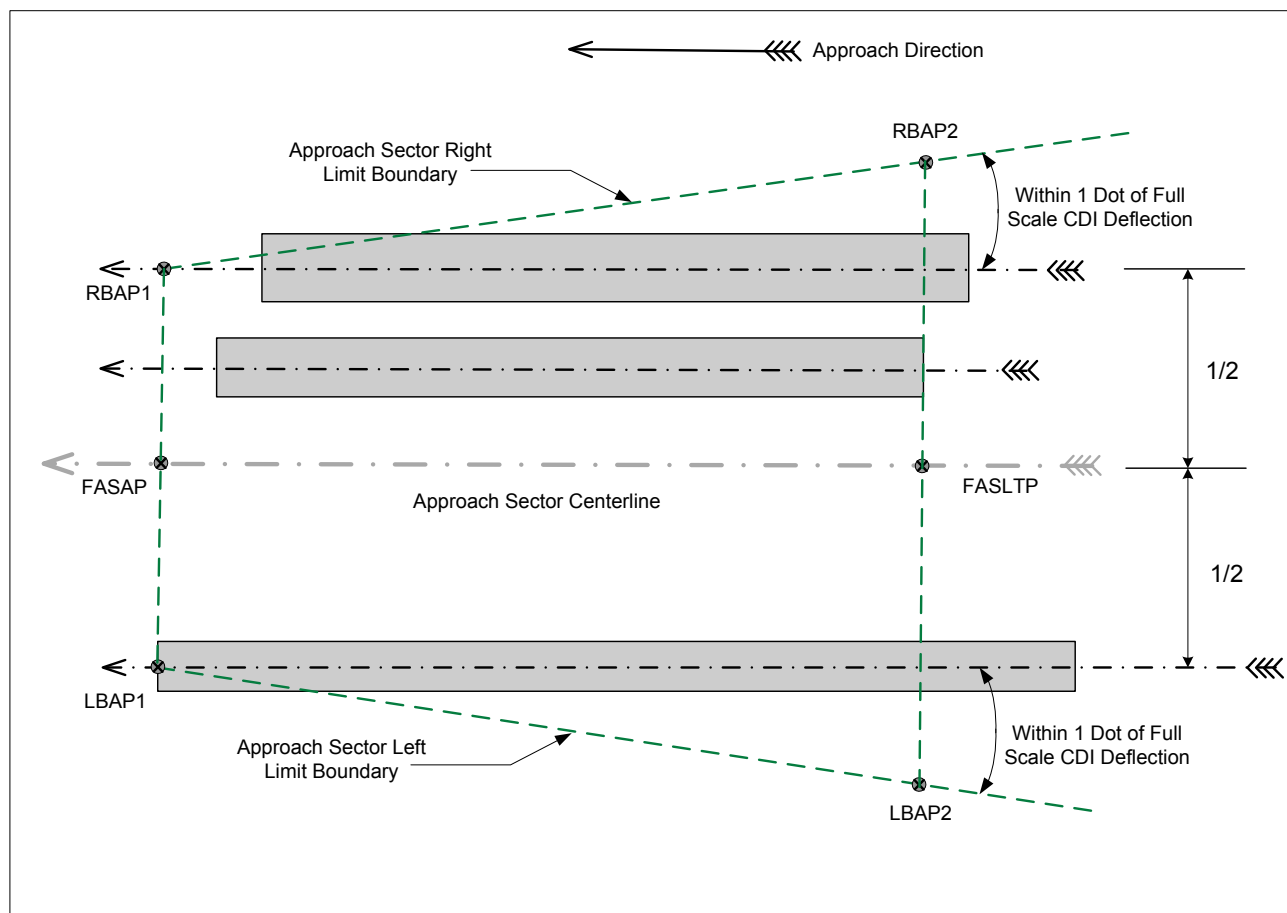 Approach Direction
RBAP2
Approach Sector Right
Limit Boundary
Within 1 Dot of Full
Scale CDI Deflection
RBAP1
1/2
FASAP
Approach Sector Centerline
FASLTP
1/2
LBAP1
Approach Sector Left
Limit Boundary
Within 1 Dot of Full
Scale CDI Deflection
LBAP2